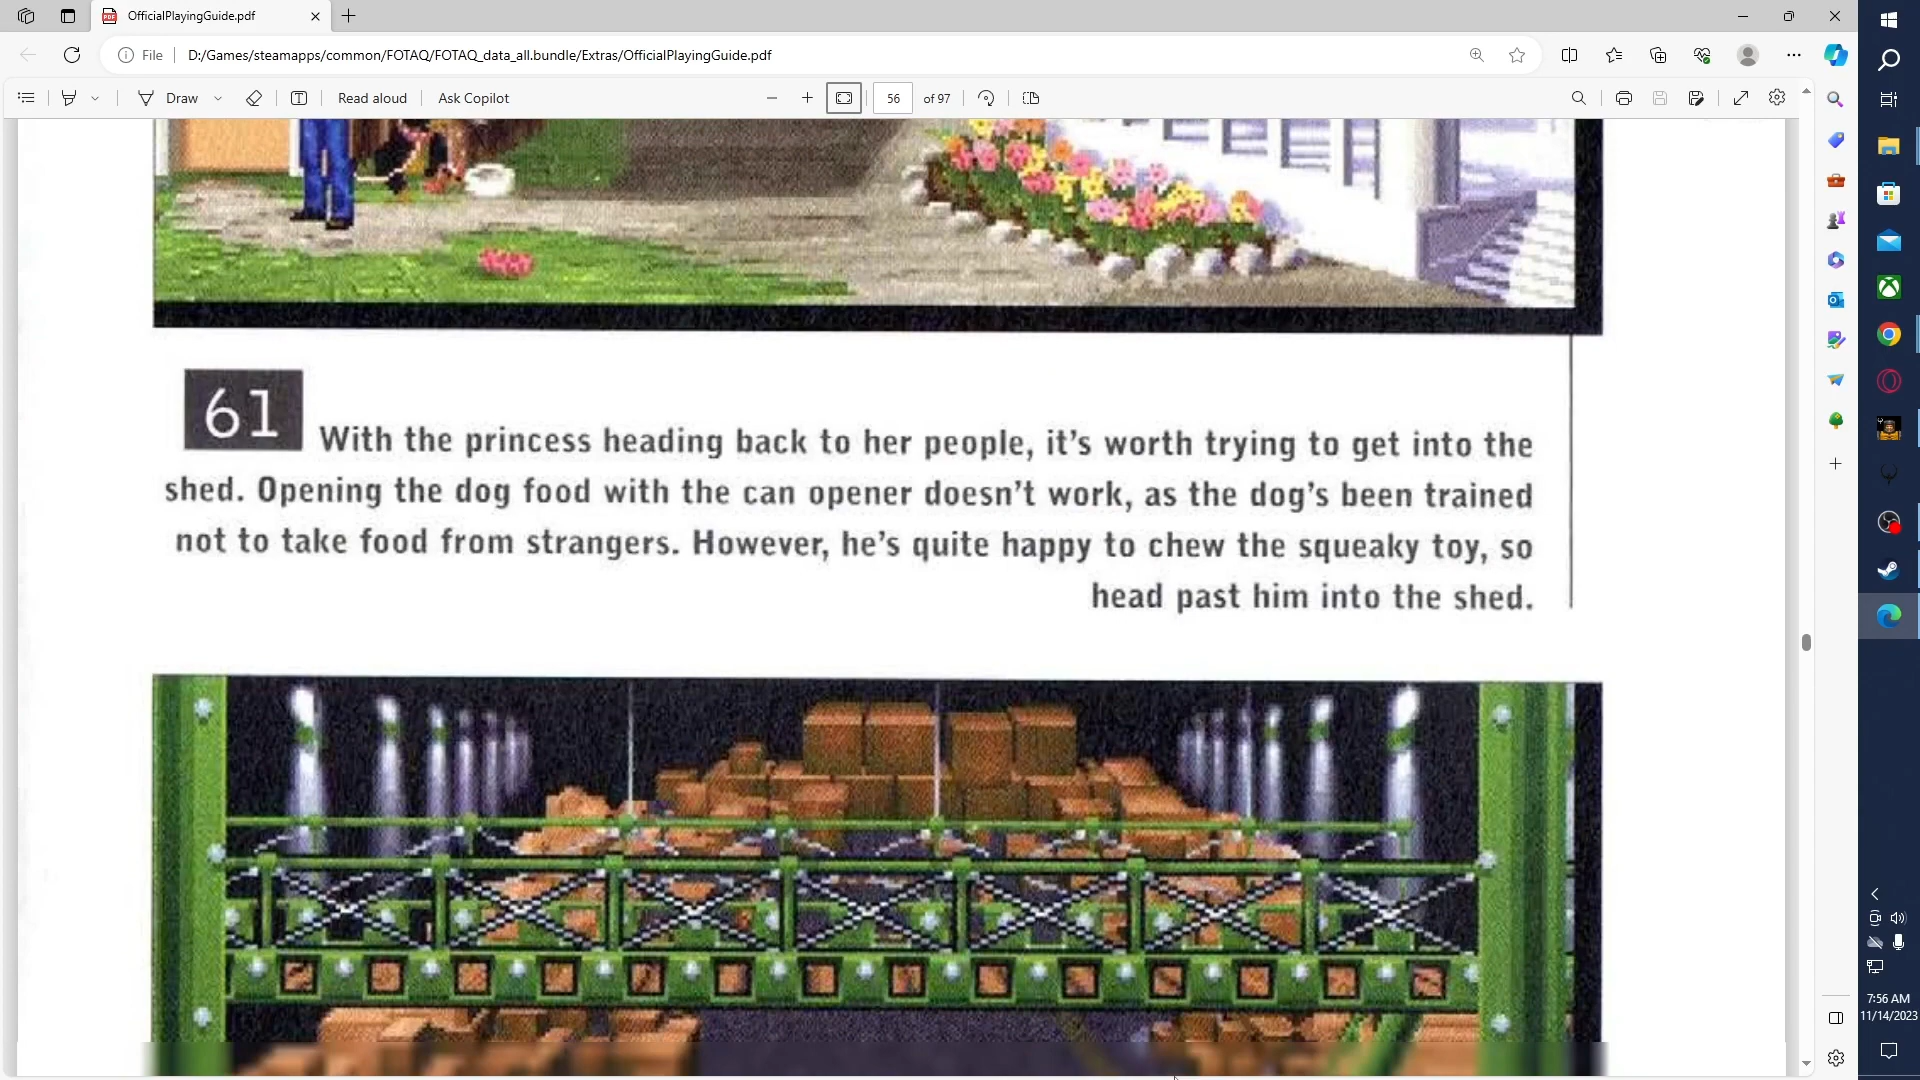 OfficialPlayingGuide.pdf
File
D:/Games/steamapps/common/FOTAQ/FOTAQ_data_all.bundle/Extras/OfficialPlayingGuide.pdf
Draw
Read aloud
Ask Copilot
56 of 97
61 With the princess heading back to her people, it's worth trying to get into the
shed. Opening the dog food with the can opener doesn't work, as the dog's been trained
not to take food from strangers. However, he's quite happy to chew the squeaky toy, so
head past him into the shed.
7:56 AM
11/14/2023